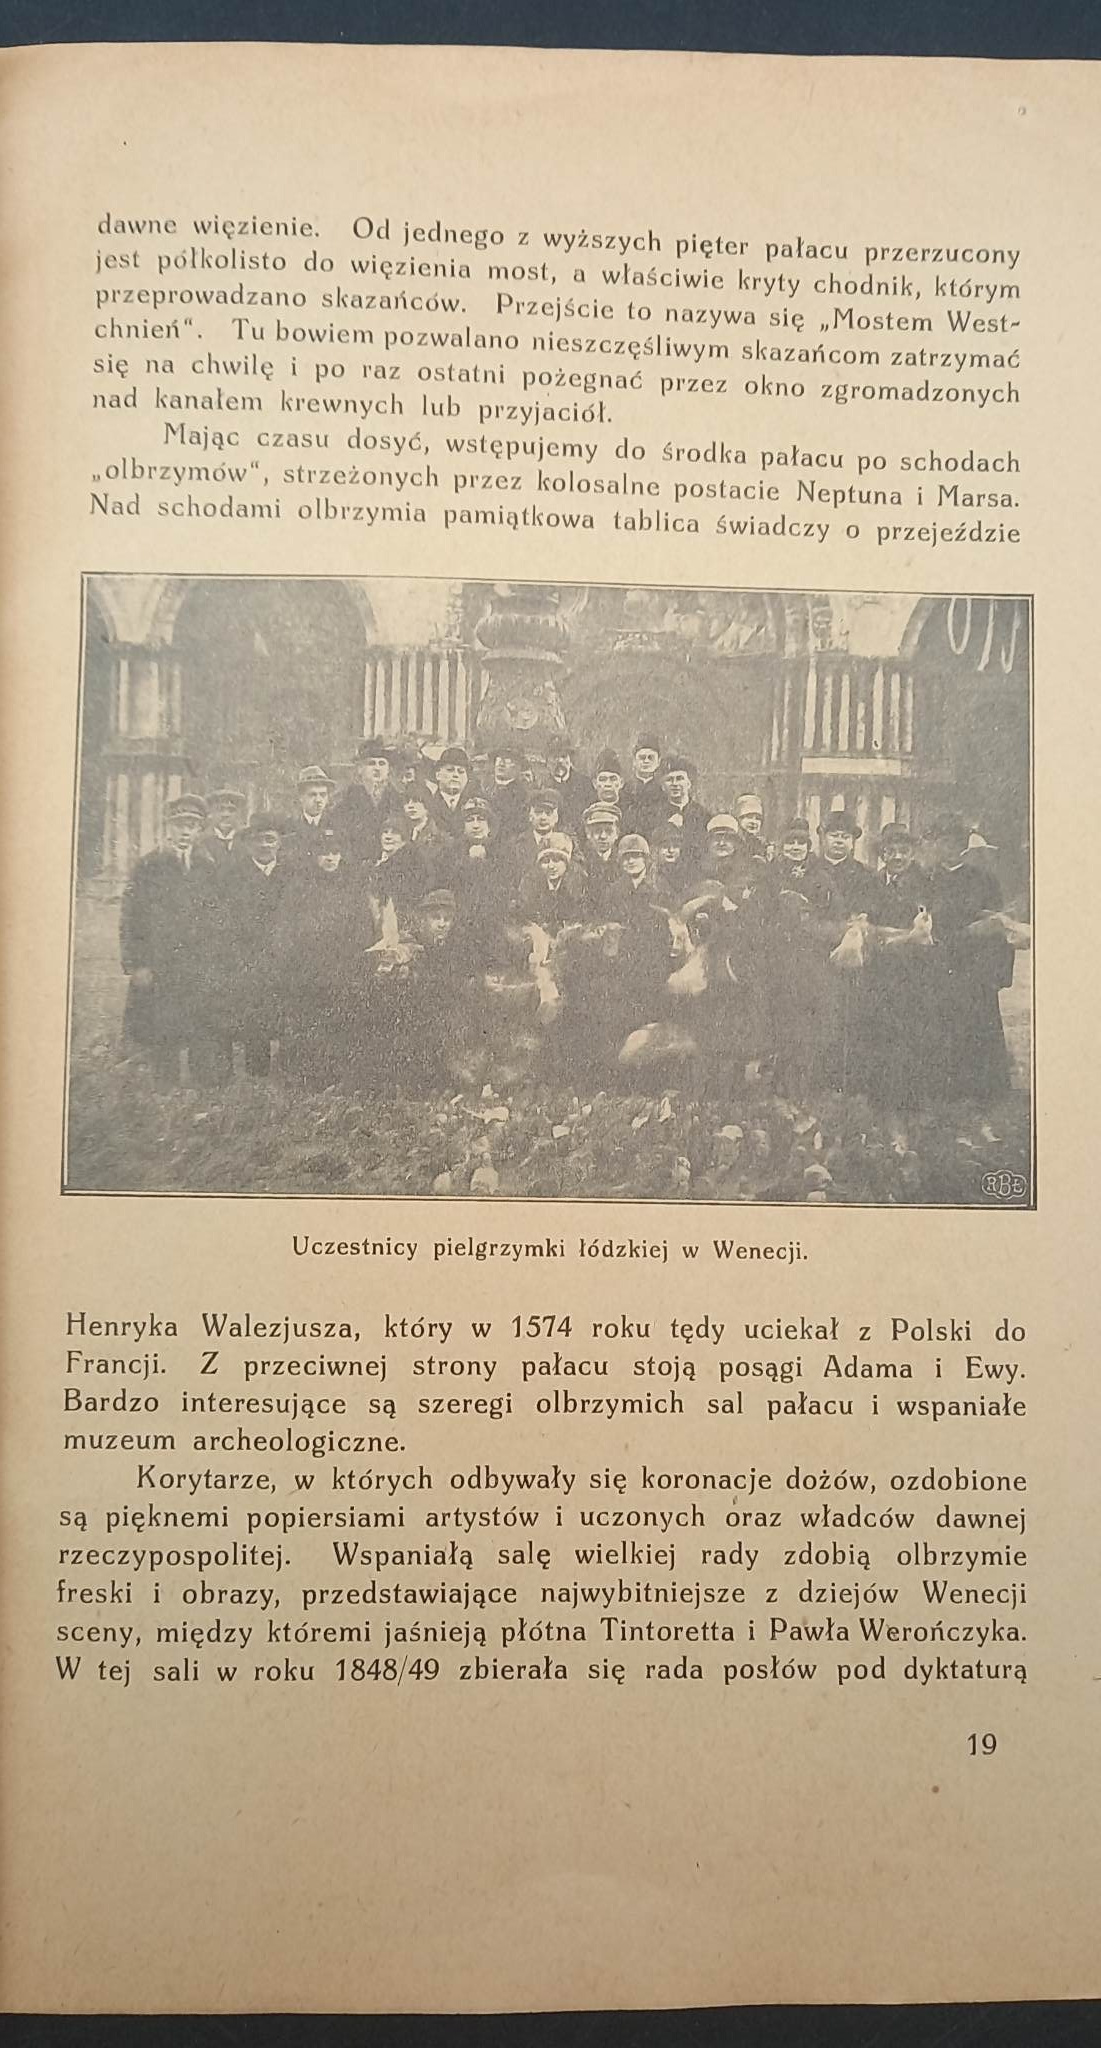 dawne więzienie. Od jednego z wyższych pięter pałacu przerzucony
jest półkolisto do więzienia most, a właściwie kryty chodnik, którym
przeprowadzano skazańców. Przejście to nazywa się „Mostem West-
chnień“. Tu bowiem pozwalano nieszczęśliwym skazańcom zatrzymać
się na chwilę i po raz ostatni pożegnać przez okno zgromadzonych
nad kanałem krewnych lub przyjaciół.
Mając czasu dosyć, wstępujemy do środka pałacu po schodach
„olbrzymów“, strzeżonych przez kolosalne postacie Neptuna i Marsa.
Nad schodami olbrzymia pamiątkowa tablica świadczy o przejeździe
RBŁ
Uczestnicy pielgrzymki łódzkiej w Wenecji.
Henryka Walezjusza, który w 1574 roku tędy uciekał z Polski do
Francji. Z przeciwnej strony pałacu stoją posągi Adama i Ewy.
Bardzo interesujące są szeregi olbrzymich sal pałacu i wspaniałe
muzeum archeologiczne.
Korytarze, w których odbywały się koronacje dożów, ozdobione
są pięknemi popiersiami artystów i uczonych oraz władców dawnej
rzeczypospolitej. Wspaniałą salę wielkiej rady zdobią olbrzymie
freski i obrazy, przedstawiające najwybitniejsze z dziejów Wenecji
sceny, między któremi jaśnieją płótna Tintoretta i Pawła Werończyka.
W tej sali w roku 1848/49 zbierała się rada posłów pod dyktaturą
19